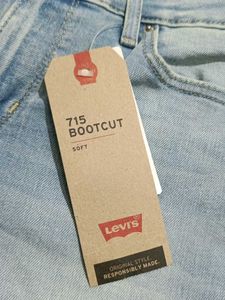 715
BOOTCUT
SOFT
Levi's
ORIGINAL STYLE.
RESPONSIBLY MADE.